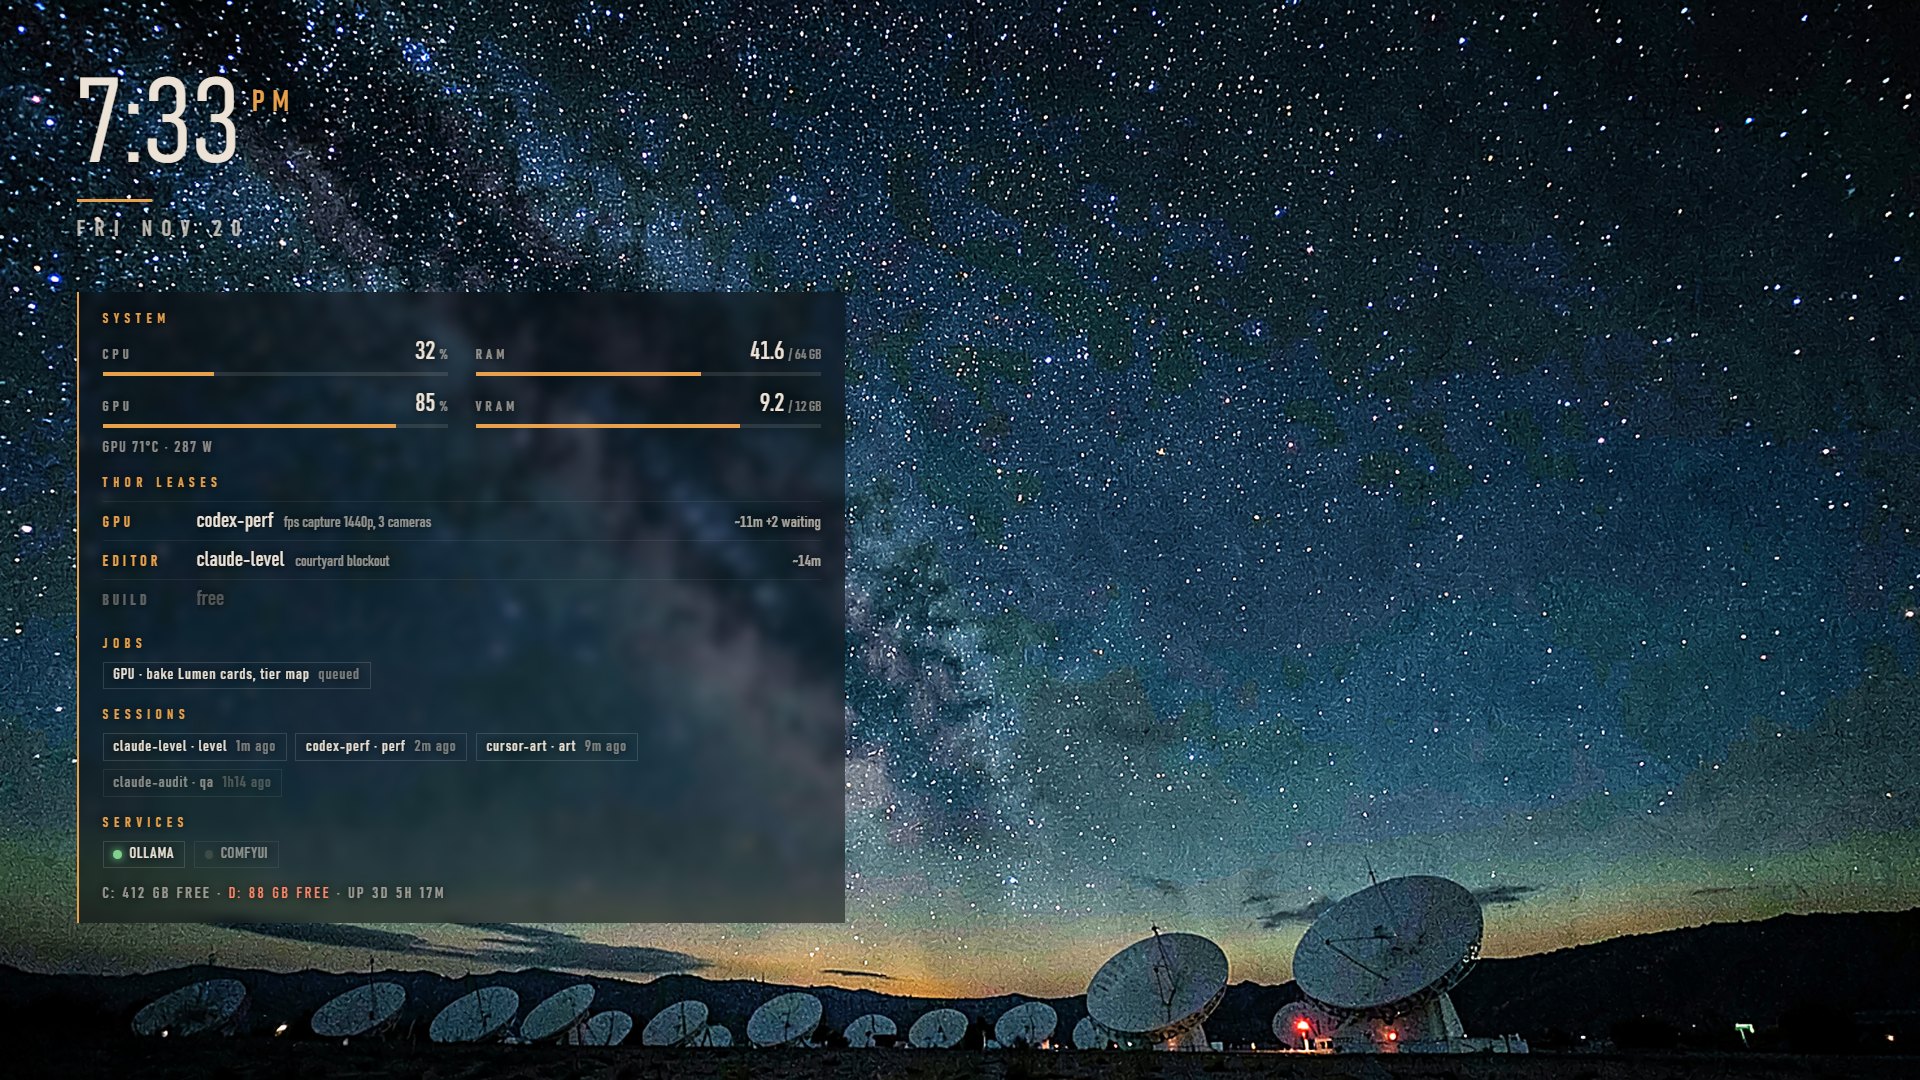 7:33 PM
FRI NOV 20
SYSTEM
CPU 32 % RAM 41.6 / 64 GB
GPU 85 % VRAM 9.2 / 12 GB
GPU 71°C · 287 W
THOR LEASES
GPU codex-perf fps capture 1440p, 3 cameras ~11m +2 waiting
EDITOR claude-level courtyard blockout ~14m
BUILD free
JOBS
GPU · bake Lumen cards, tier map queued
SESSIONS
claude-level · level 1m ago codex-perf · perf 2m ago cursor-art · art 9m ago
claude-audit · qa 1h14 ago
SERVICES
OLLAMA COMFYUI
C: 412 GB FREE · D: 88 GB FREE · UP 3D 5H 17M